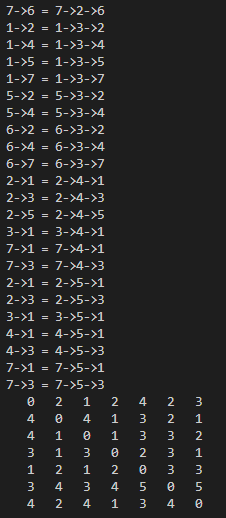 7->6 = 7->2->6
1->2 = 1->3->2
1->4 = 1->3->4
1->5 = 1->3->5
1->7 = 1->3->7
5->2 = 5->3->2
5->4 = 5->3->4
6->2 = 6->3->2
6->4 = 6->3->4
6->7 = 6->3->7
2->1 = 2->4->1
2->3 = 2->4->3
2->5 = 2->4->5
3->1 = 3->4->1
7->1 = 7->4->1
7->3 = 7->4->3
2->1 = 2->5->1
2->3 = 2->5->3
3->1 = 3->5->1
4->1 = 4->5->1
4->3 = 4->5->3
7->1 = 7->5->1
7->3 = 7->5->3
0 2 1 2 4 2 3
4 0 4 1 3 2 1
4 1 0 1 3 3 2
3 1 3 0 2 3 1
1 2 1 2 0 3 3
3 4 3 4 5 0 5
4 2 4 1 3 4 0